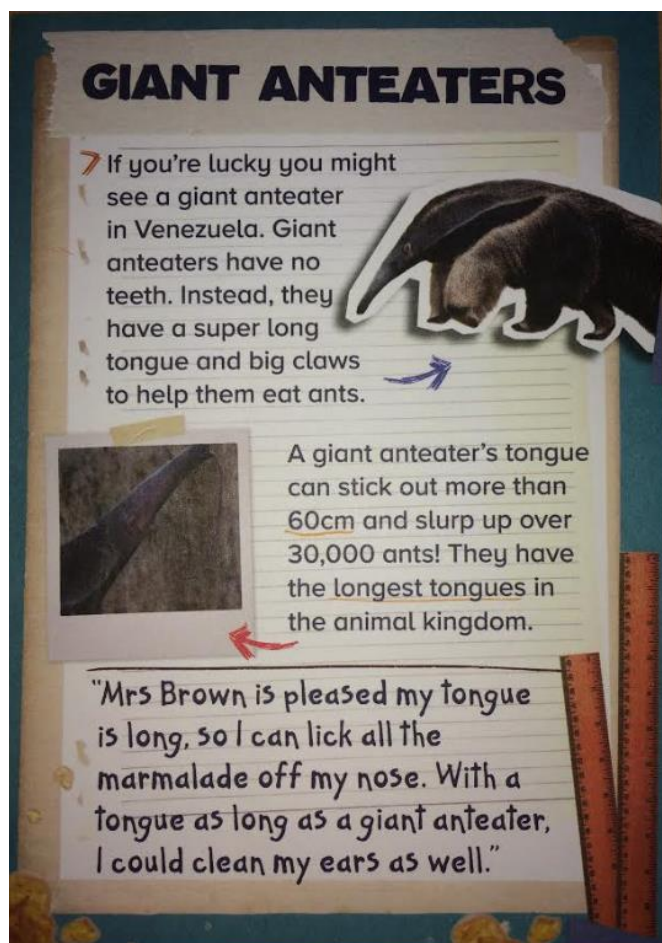 GIANT ANTEATERS
If you're lucky you might
see a giant anteater
in Venezuela. Giant
anteaters have no
teeth. Instead, they
have a super long
tongue and big claws
to help them eat ants.
A giant anteater's tongue
can stick out more than
60cm and slurp up over
30,000 ants! They have
the longest tongues in
the animal kingdom.
"Mrs Brown is pleased my tongue
is long, so I can lick all the
marmalade off my nose. With a
tongue as long as a giant anteater,
I could clean my ears as well."